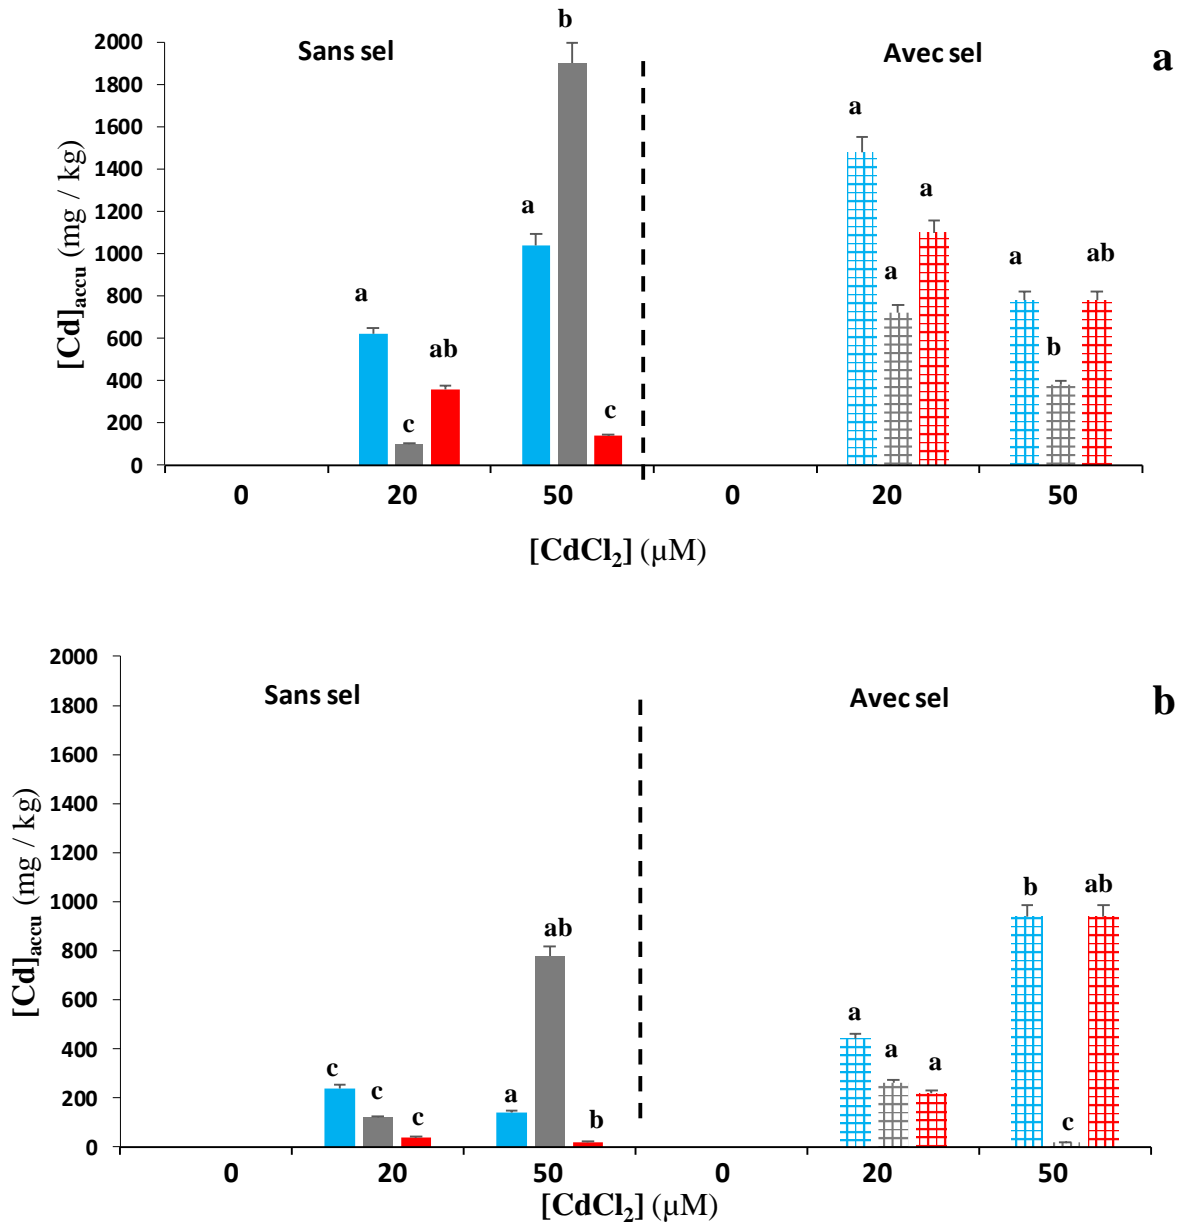 b
2000
Sans sel
Avec sel
a
1800
1600
a
1400
1200
a
a
1000
800
a
a
a
ab
600
ab
b
400
c
c
200
0
[Cd]accu (mg / kg)
0
20
50
0
20
50
[CdCl2] (µM)
2000
Sans sel
Avec sel
b
1800
1600
1400
1200
1000
b
ab
ab
800
600
a
400
a
a
c
c
200
c
a
b
c
0
[Cd]accu (mg / kg)
0
20
50
0
20
50
[CdCl2] (µM)